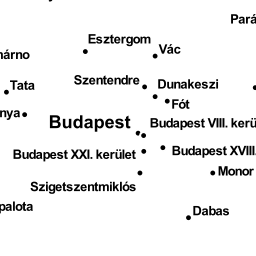 Pará
Esztergom
Vác
nárno
Szentendre
Dunakeszi
Tata
Fót
nya
Budapest
Budapest VIII. kerü
Budapest XXI. kerület
Budapest XVIII.
Monor
Szigetszentmiklós
palota
Dabas